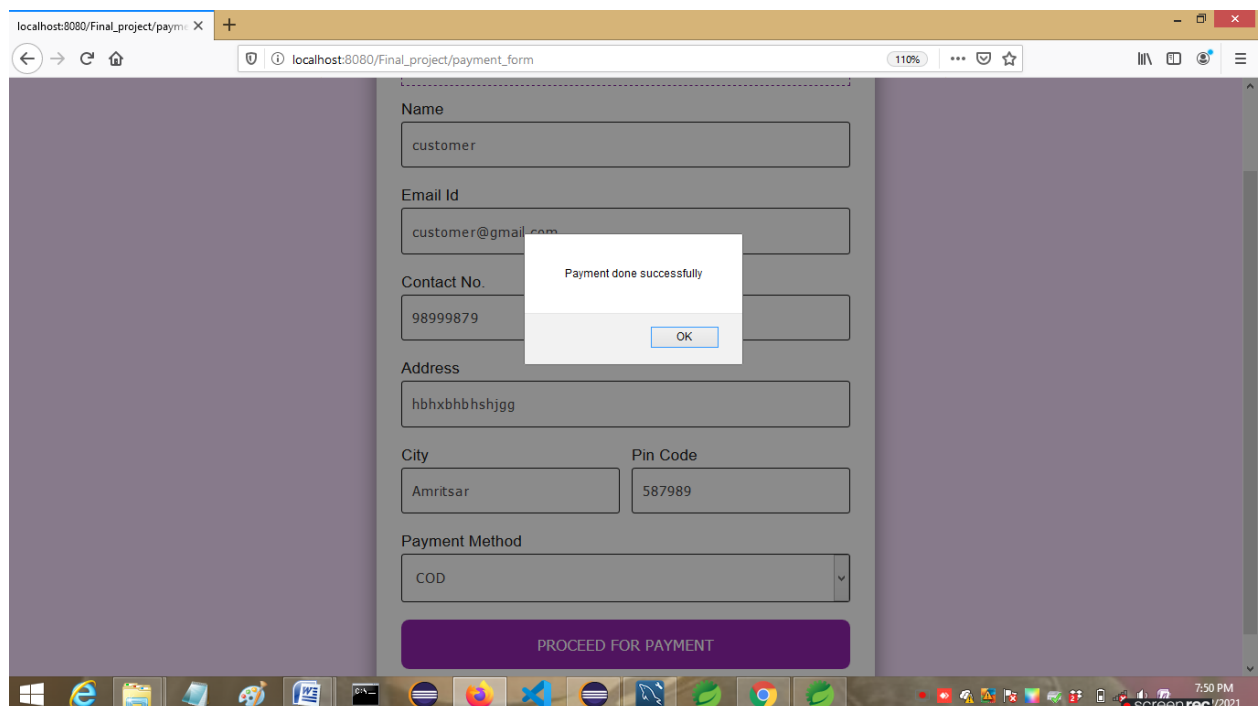 localhost:8080/Final_project/payme
localhost:8080/Final_project/payment_form
110%
Name
customer
Email Id
customer@gmail.com
Payment done successfully
OK
Contact No.
98999879
Address
hbhxbhbhshjgg
City
Pin Code
Amritsar
587989
Payment Method
COD
PROCEED FOR PAYMENT
7:50 PM
screenrec
/2021